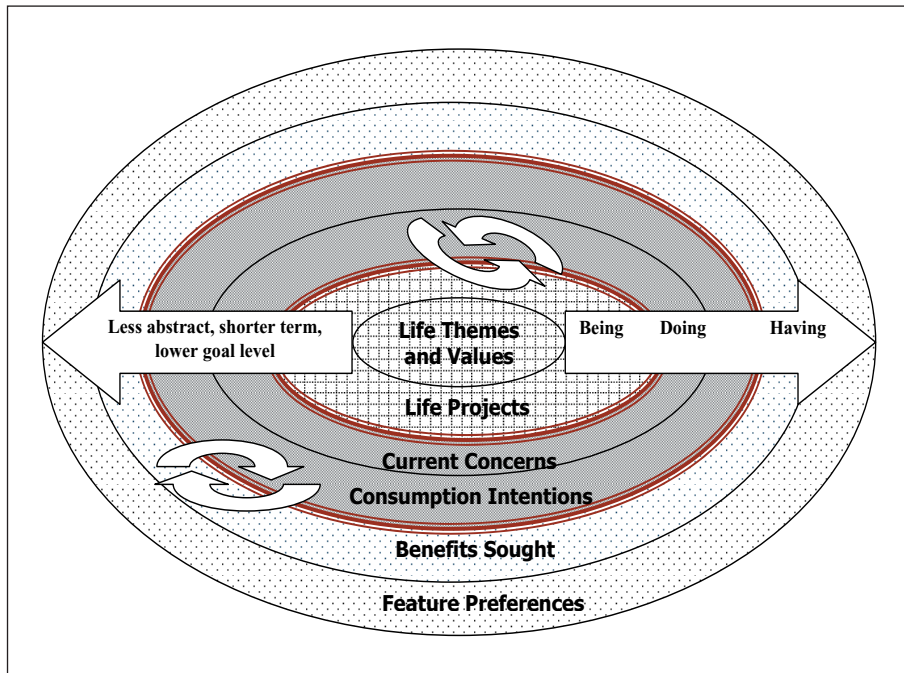 Less abstract, shorter term,
lower goal level
Life Themes
and Values
Being Doing Having
Life Projects
Current Concerns
Consumption Intentions
Benefits Sought
Feature Preferences